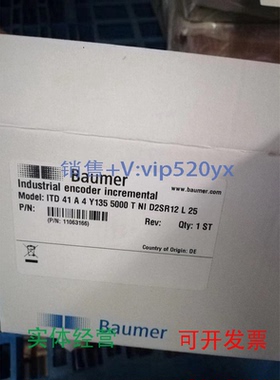 销售+V:vip520yx
Baumer
Industrial encoder incremental
www.baumer.com
Model: ITD 41 A 4 Y135 5000 T NI D2SR12 L 25
P/N:
Rev:
Qty: 1 ST
(P/N: 11063166)
Country of Origin: DE
Baumer
实体经营
可开发票